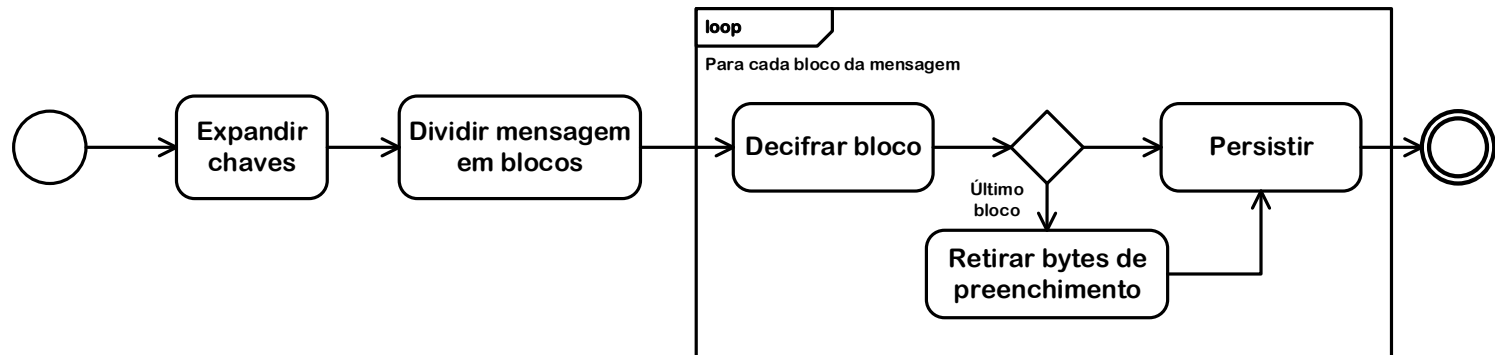 loop
Para cada bloco da mensagem
Expandir
chaves
Dividir mensagem
em blocos
Decifrar bloco
Persistir
Último
bloco
Retirar bytes de
preenchimento